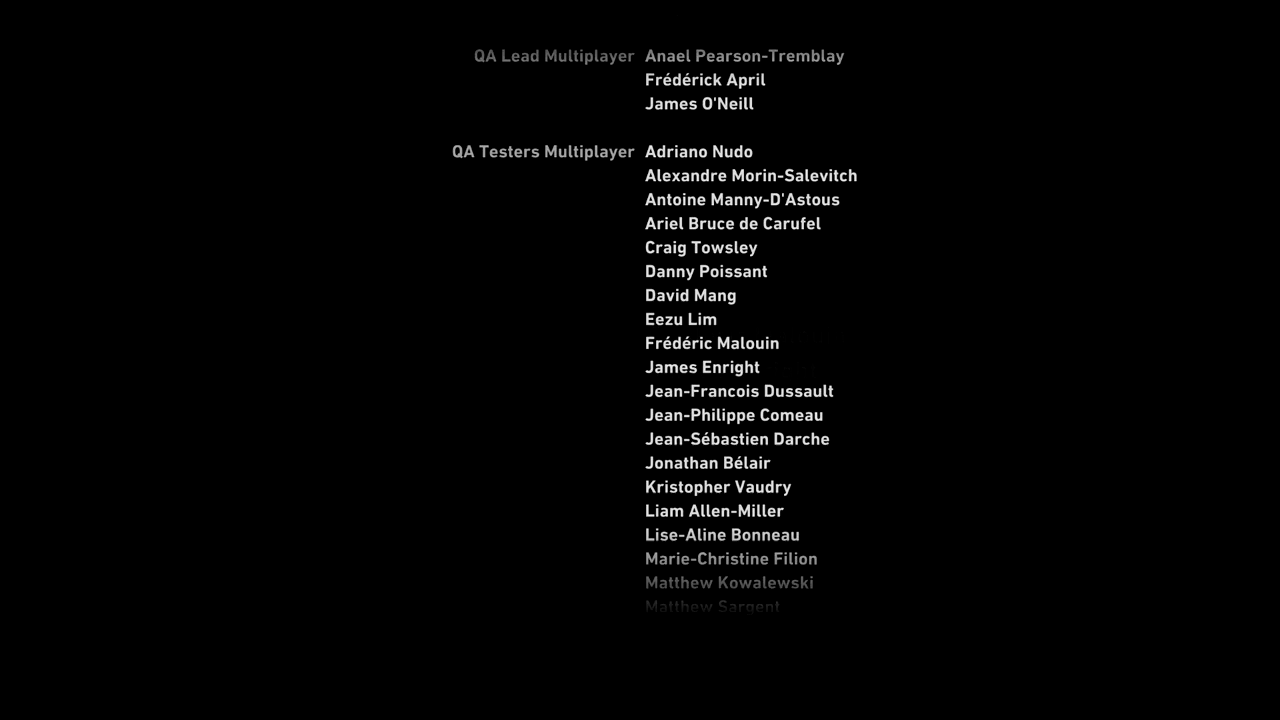 QA Lead Multiplayer Anael Pearson-Tremblay
Frédérick April
James O'Neill
QA Testers Multiplayer Adriano Nudo
Alexandre Morin-Salevitch
Antoine Manny-D'Astous
Ariel Bruce de Carufel
Craig Towsley
Danny Poissant
David Mang
Eezu Lim
Frédéric Malouin
James Enright
Jean-Francois Dussault
Jean-Philippe Comeau
Jean-Sébastien Darche
Jonathan Bélair
Kristopher Vaudry
Liam Allen-Miller
Lise-Aline Bonneau
Marie-Christine Filion
Matthew Kowalewski
Matthew Sargent